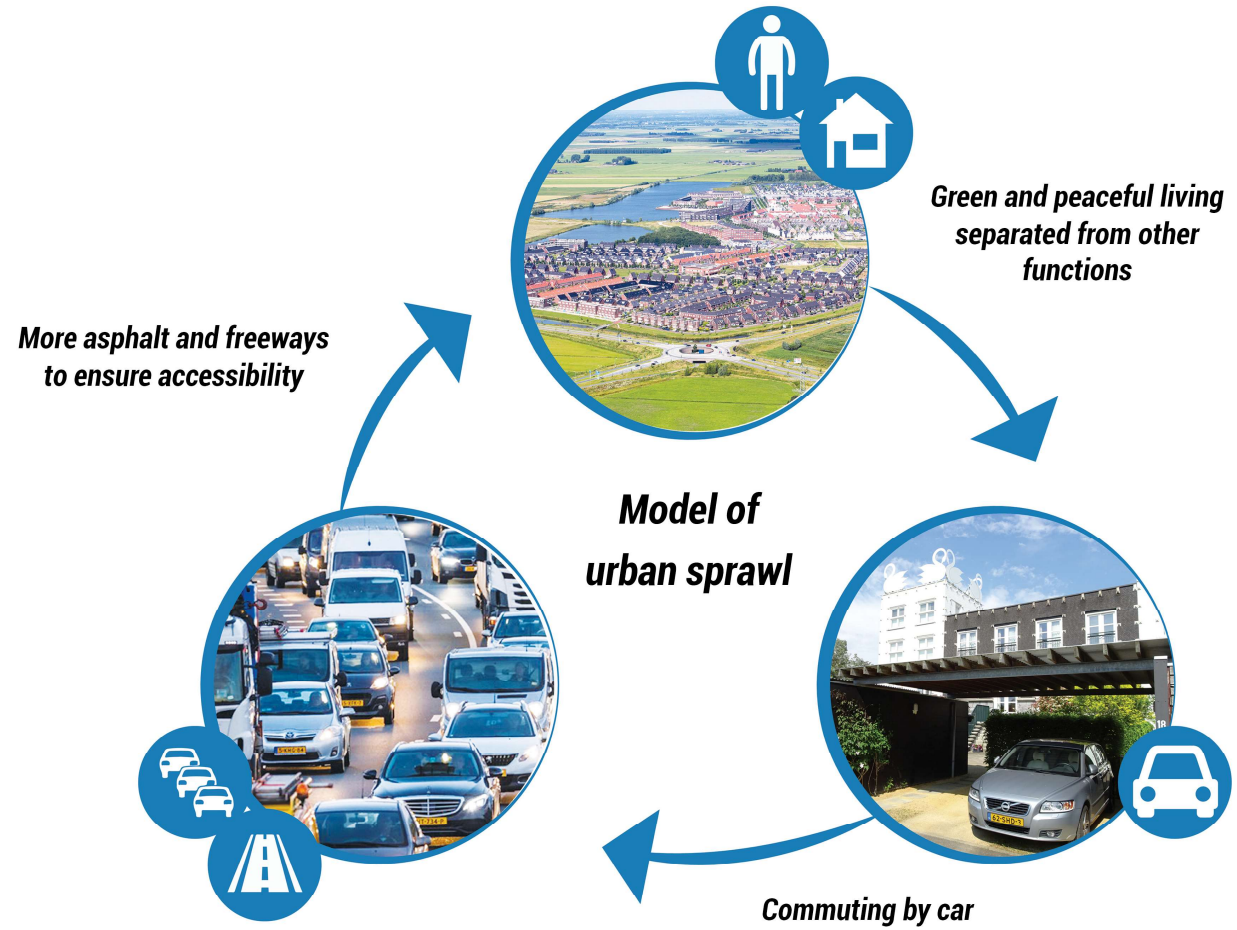 Green and peaceful living
separated from other
functions
More asphalt and freeways
to ensure accessibility
Model of
urban sprawl
18
Commuting by car